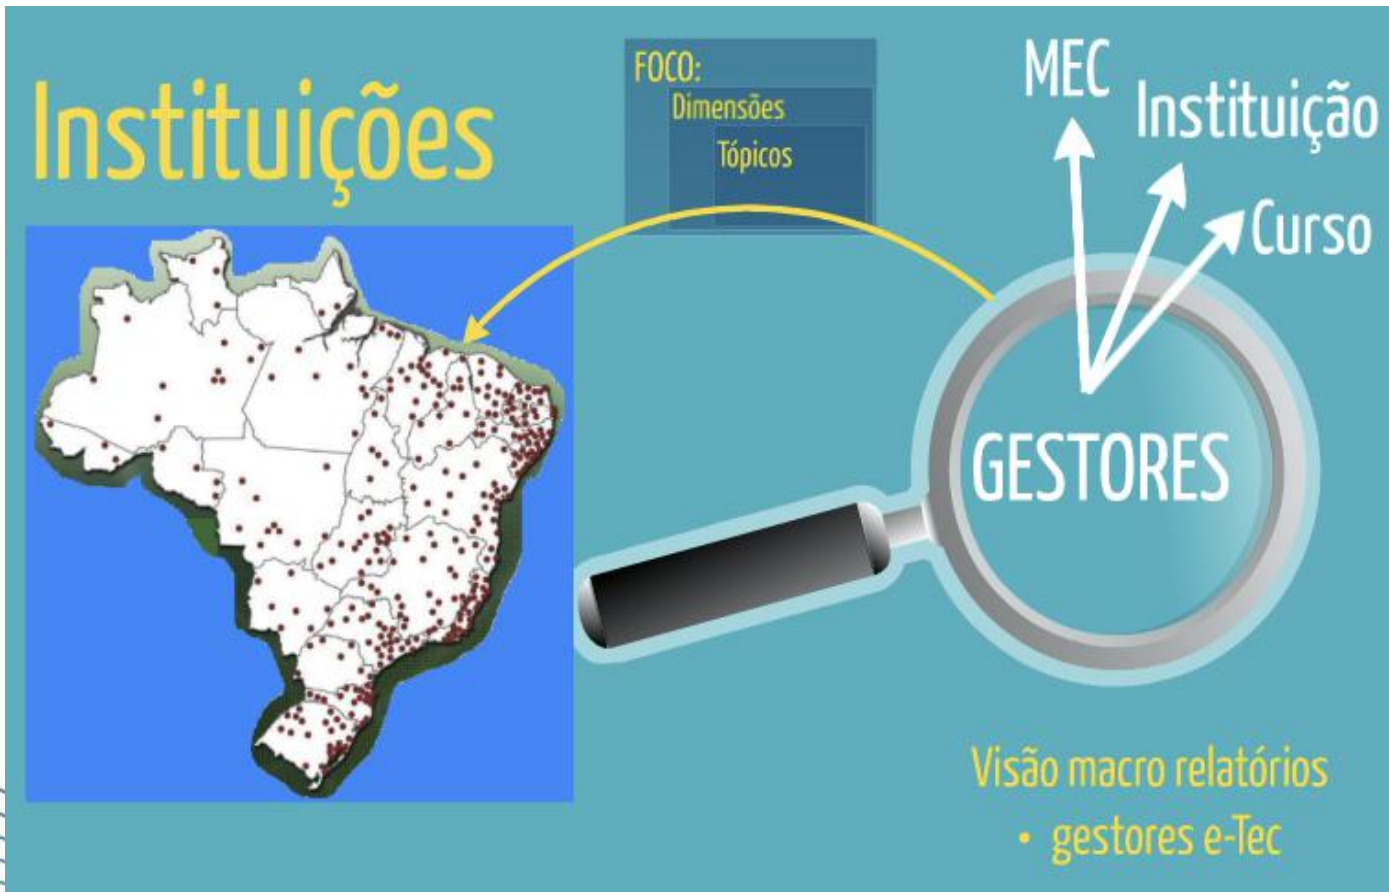 Instituições
FOCO:
Dimensões
Tópicos
MEC
Instituição
Curso
GESTORES
Visão macro relatórios
• gestores e-Tec